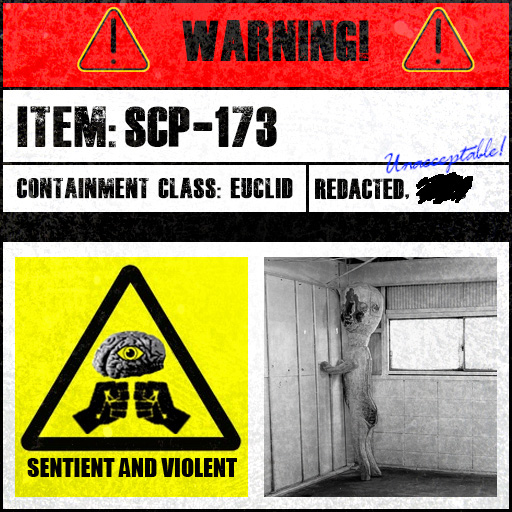 WARNING!
ITEM: SCP-173
Unacceptable!
CONTAINMENT CLASS: EUCLID
REDACTED.
SENTIENT AND VIOLENT